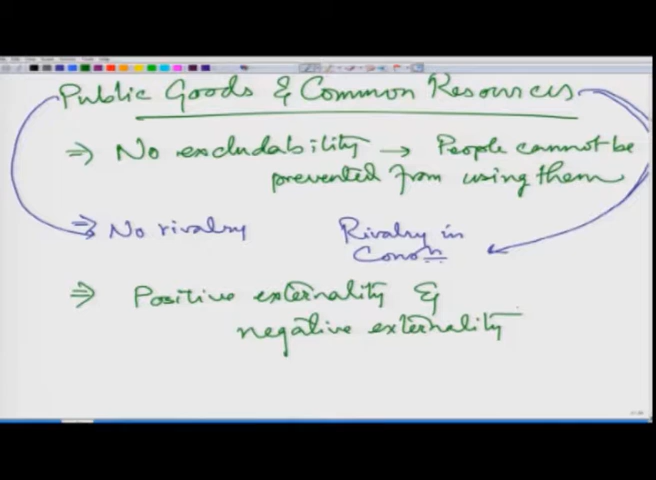 Public Goods & Common Resources
⇒ No excludability → People cannot be
prevented from using them
⇒ No rivalry Rivalry in
Consn
⇒ Positive externality &
negative externality